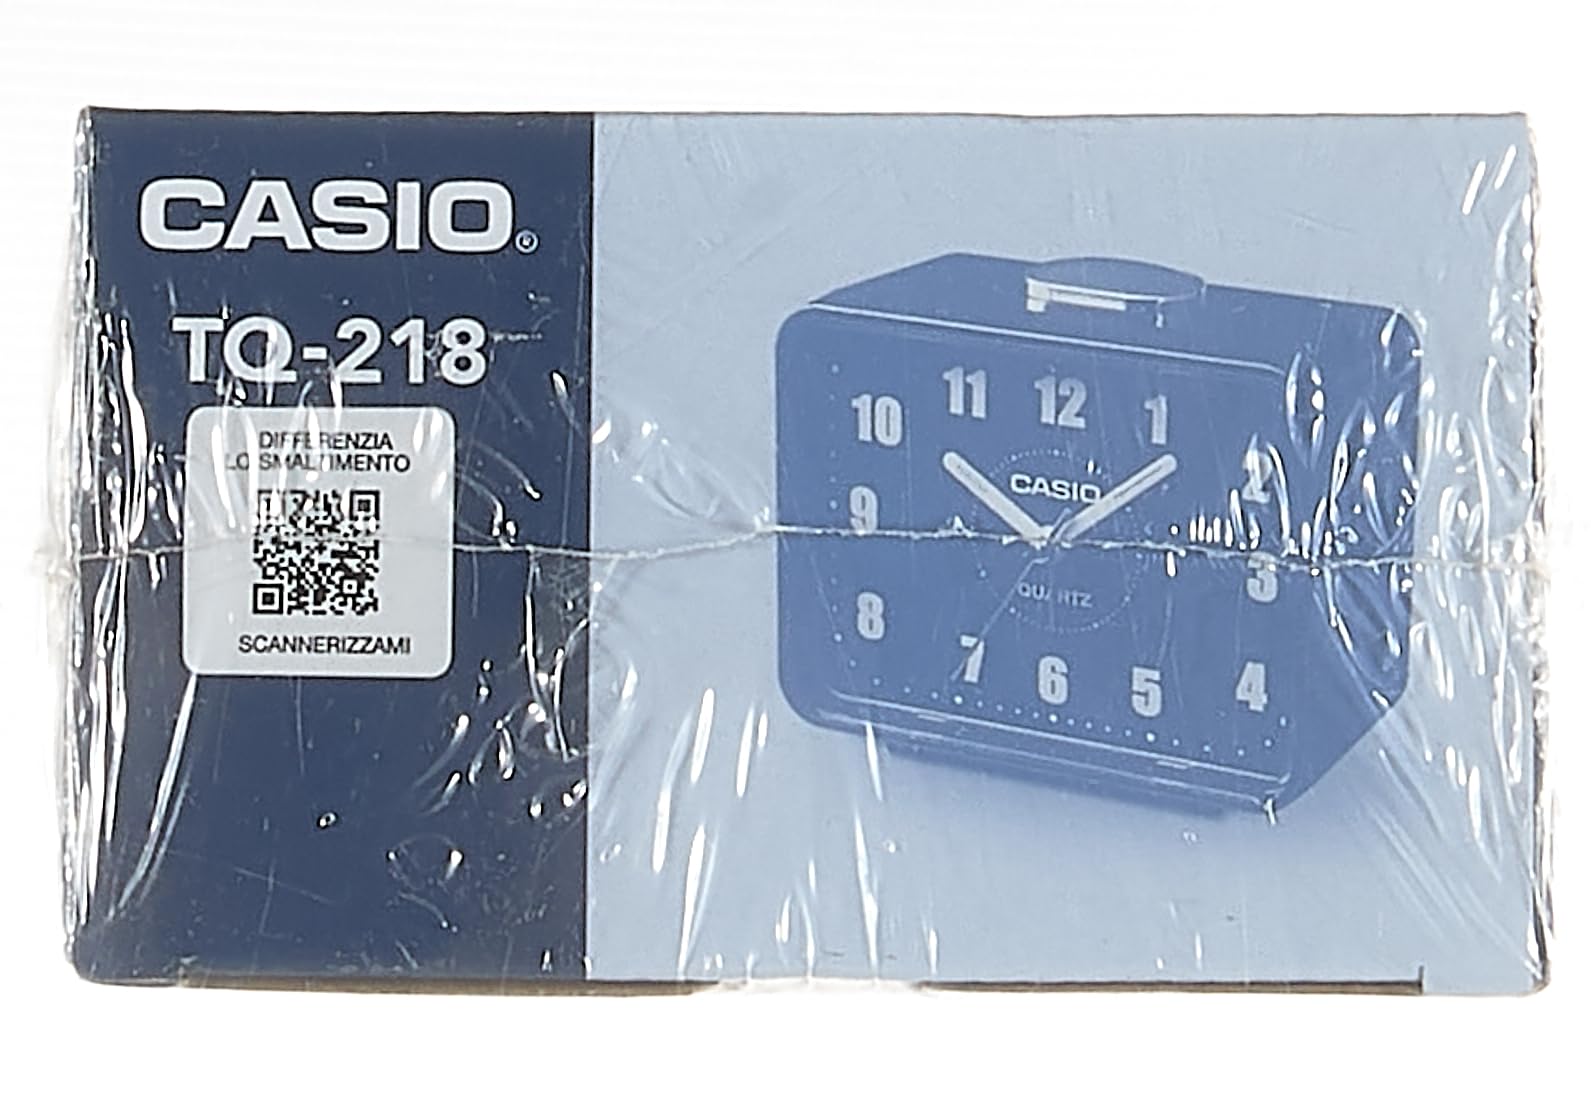 CASIO®
TQ-218
DIFFERENZIA
LO SMALTIMENTO
SCANNERIZZAMI
11 12 1
10 2
CASIO
9 3
QUARTZ
8 4
7 6 5